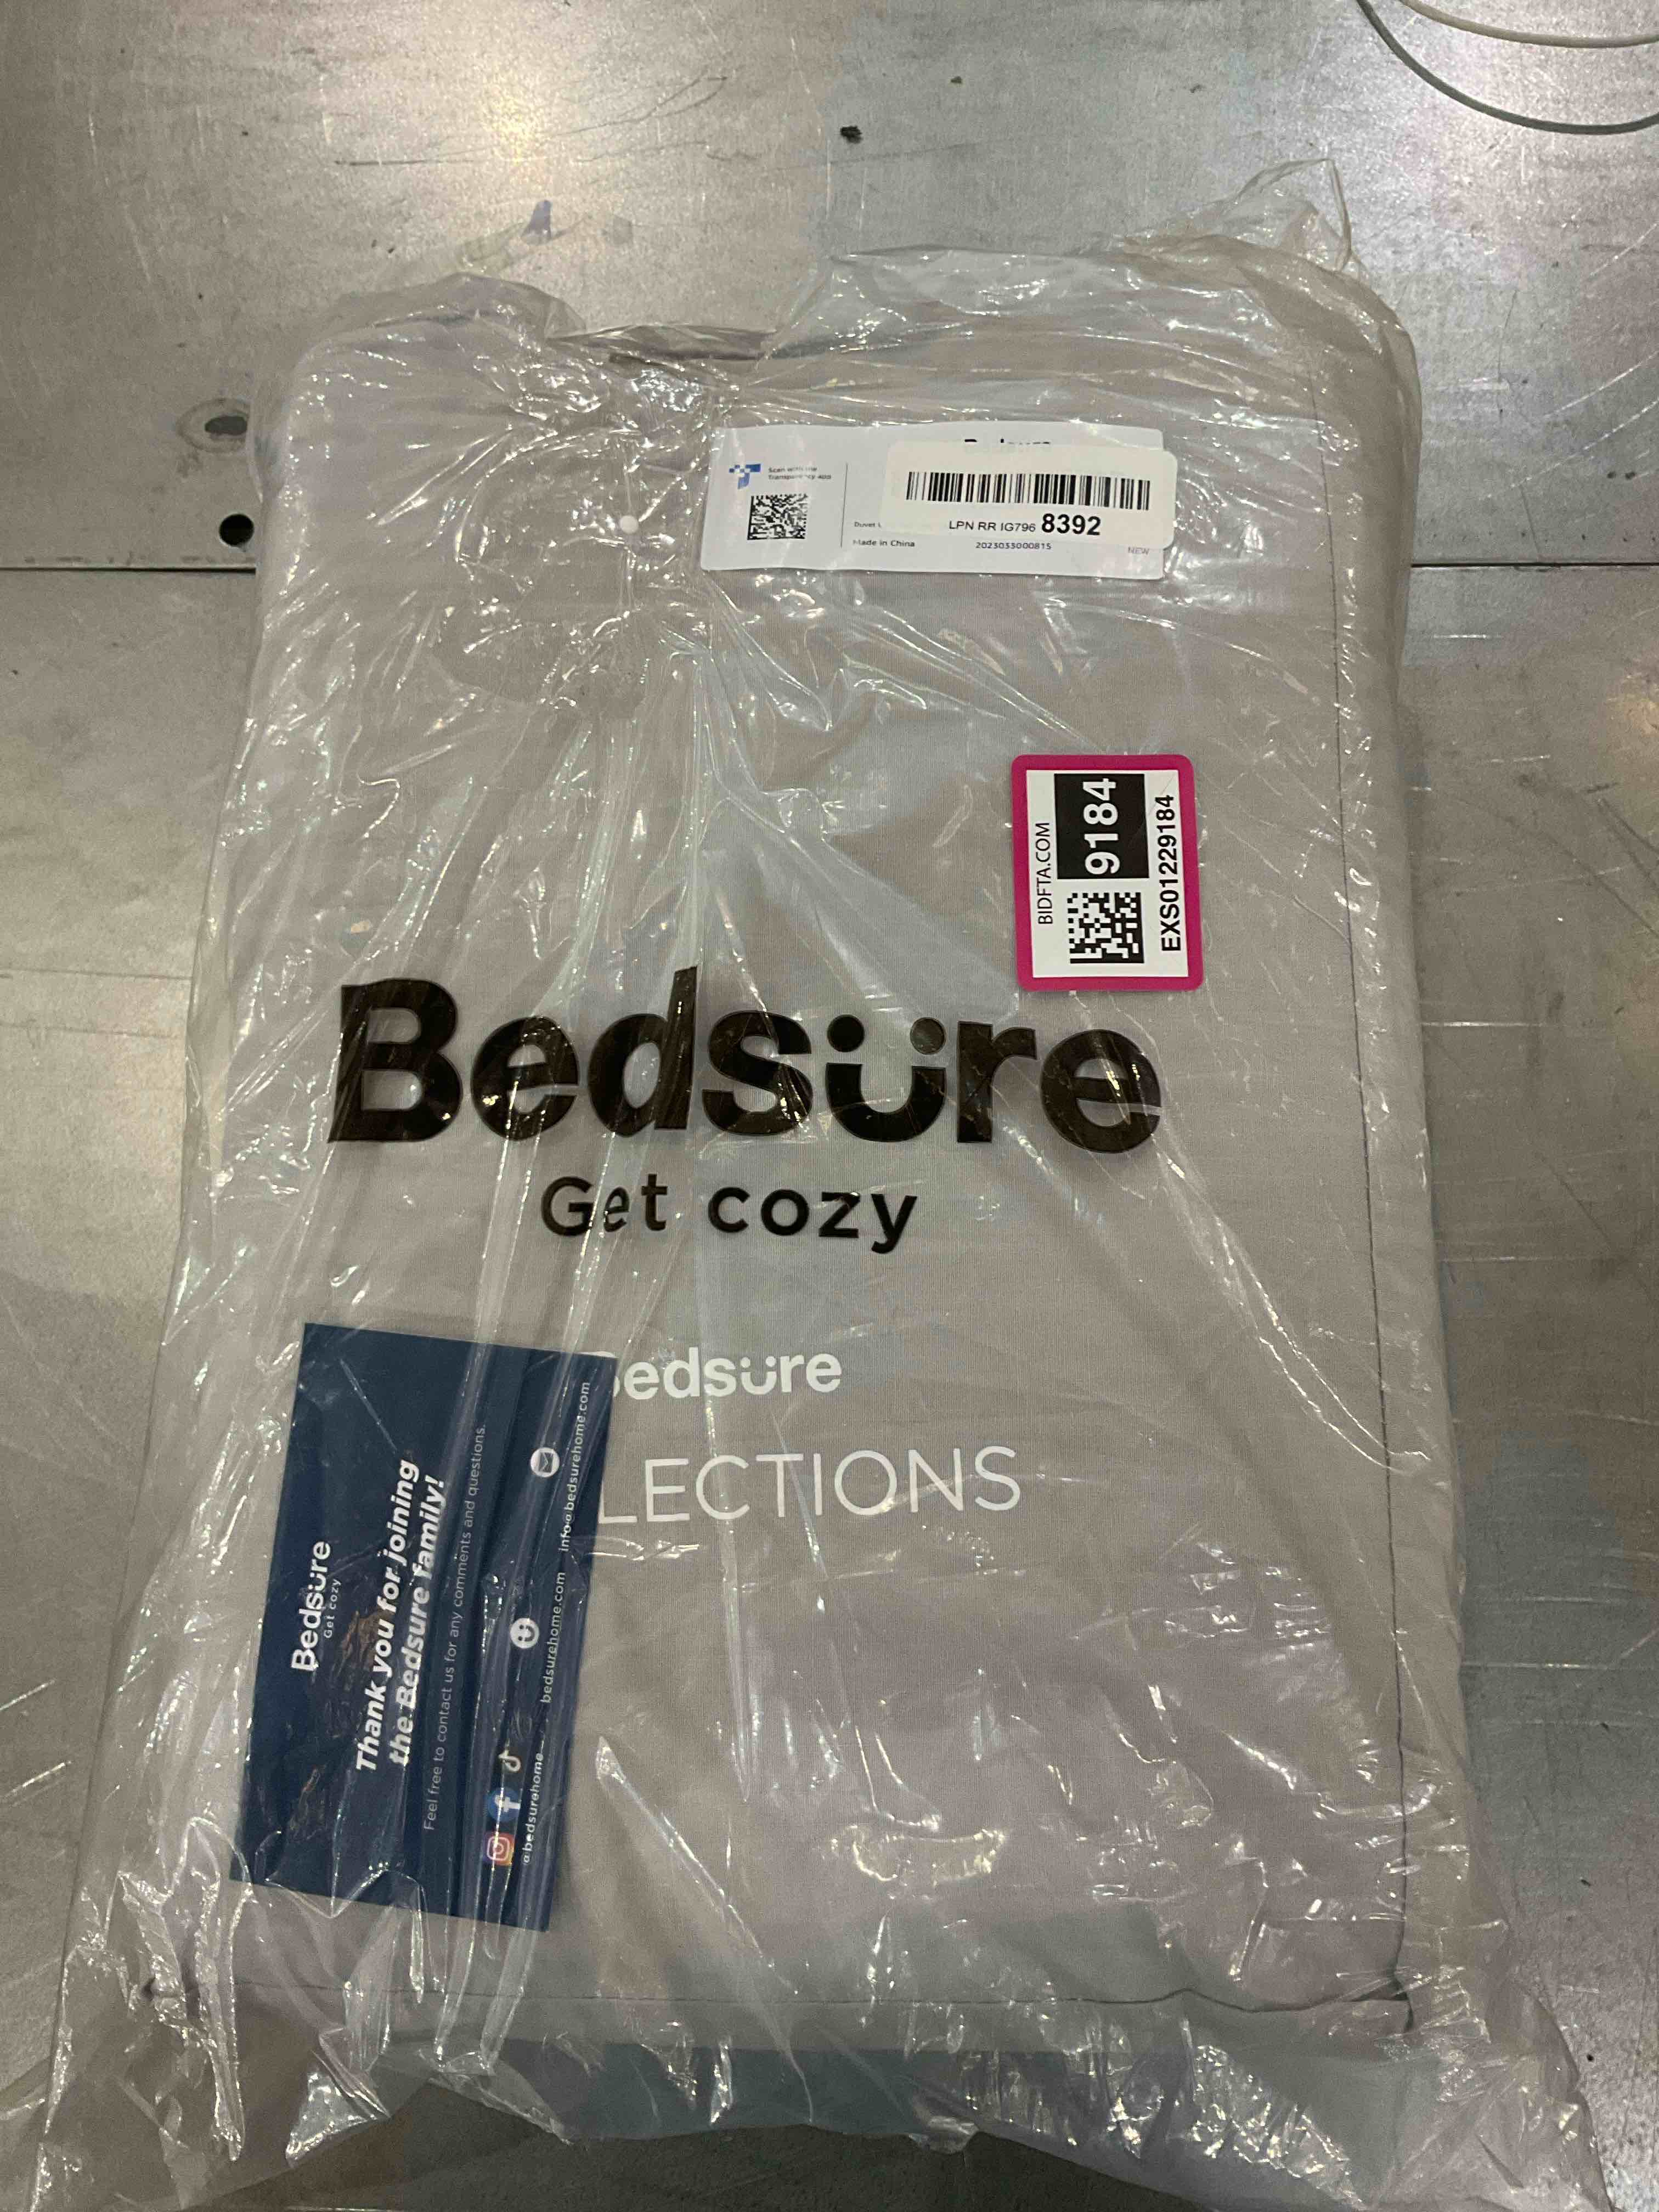 Scan with the
Transparency app
LPN RR IG796 8392
Duvet
Made in China
2023033000815
NEW
BIDFTA.COM
9184
EXS01229184
Bedsure
Get cozy
Bedsure
LECTIONS
Bedsure
Get cozy
Thank you for joining
the Bedsure family!
Feel free to contact us for any comments and questions.
@bedsurehome
bedsurehome.com
info@bedsurehome.com